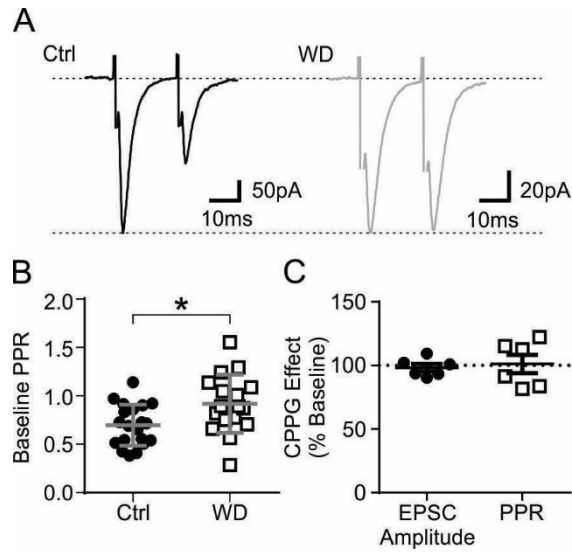 A
Ctrl
WD
50pA
10ms
20pA
10ms
B
C
Baseline PPR
2.0
1.5
1.0
0.5
0.0
*
Ctrl
WD
CPPG Effect
(% Baseline)
150
100
50
0
EPSC
Amplitude
PPR